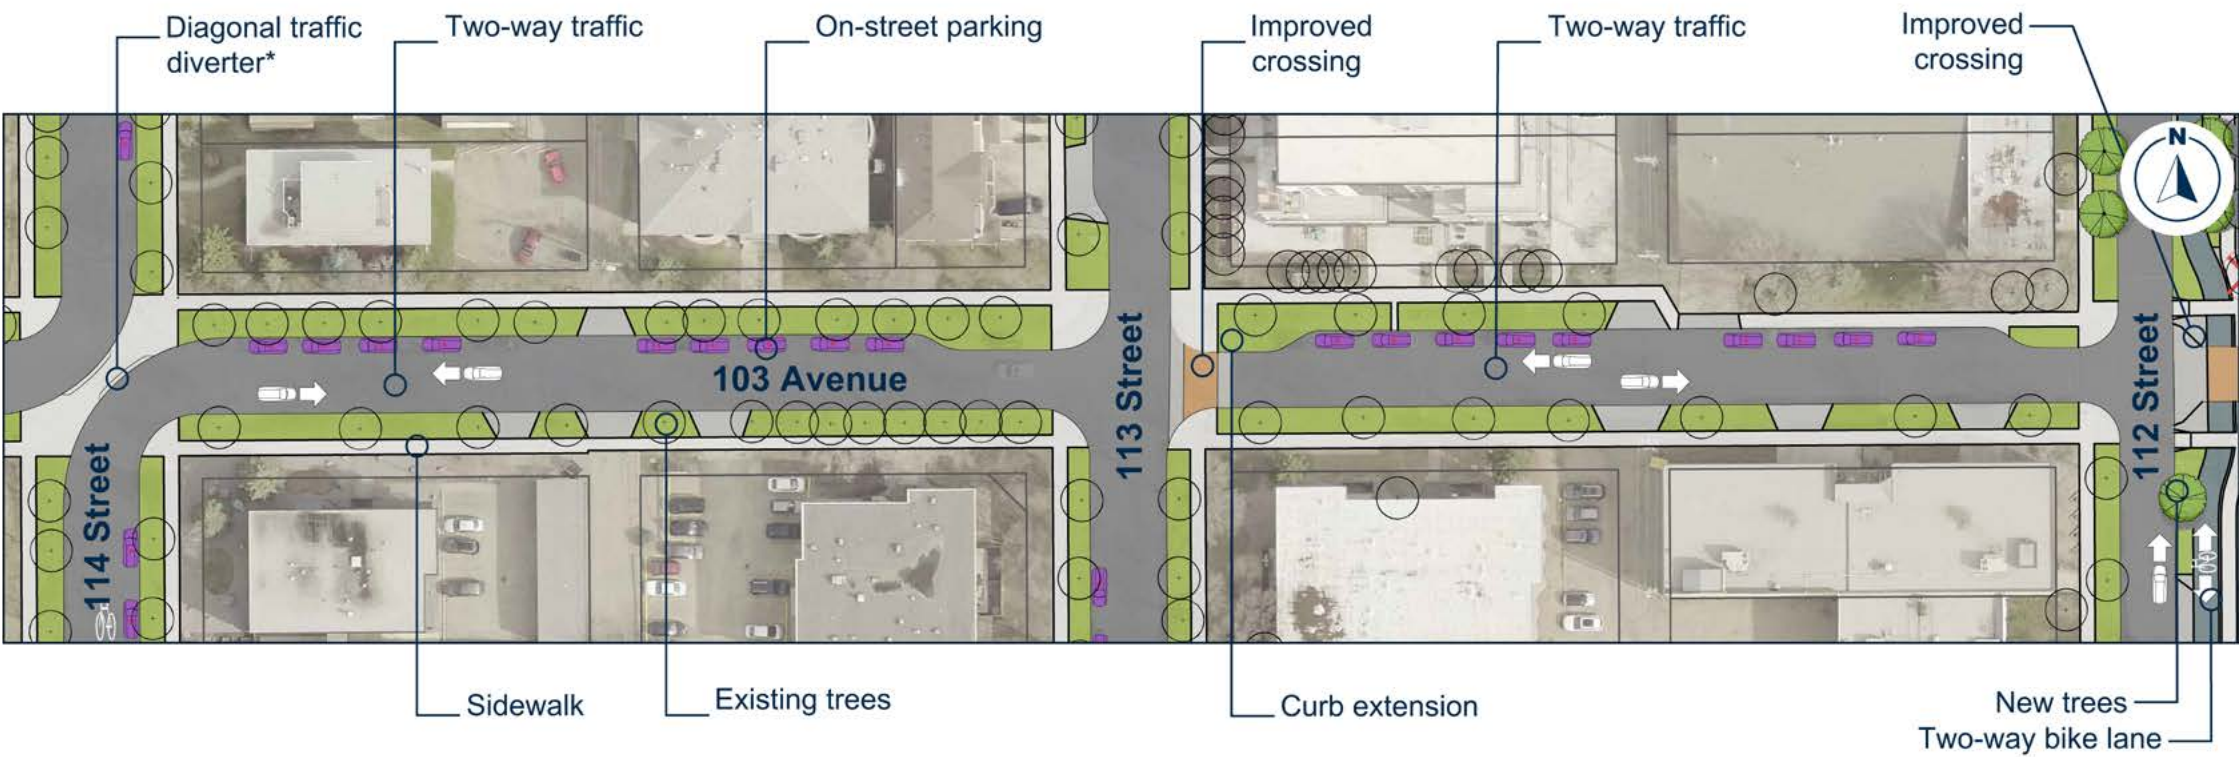 Diagonal traffic
diverter*
Two-way traffic
On-street parking
Improved
crossing
Two-way traffic
Improved
crossing
N
103 Avenue
114 Street
113 Street
112 Street
Sidewalk
Existing trees
Curb extension
New trees
Two-way bike lane